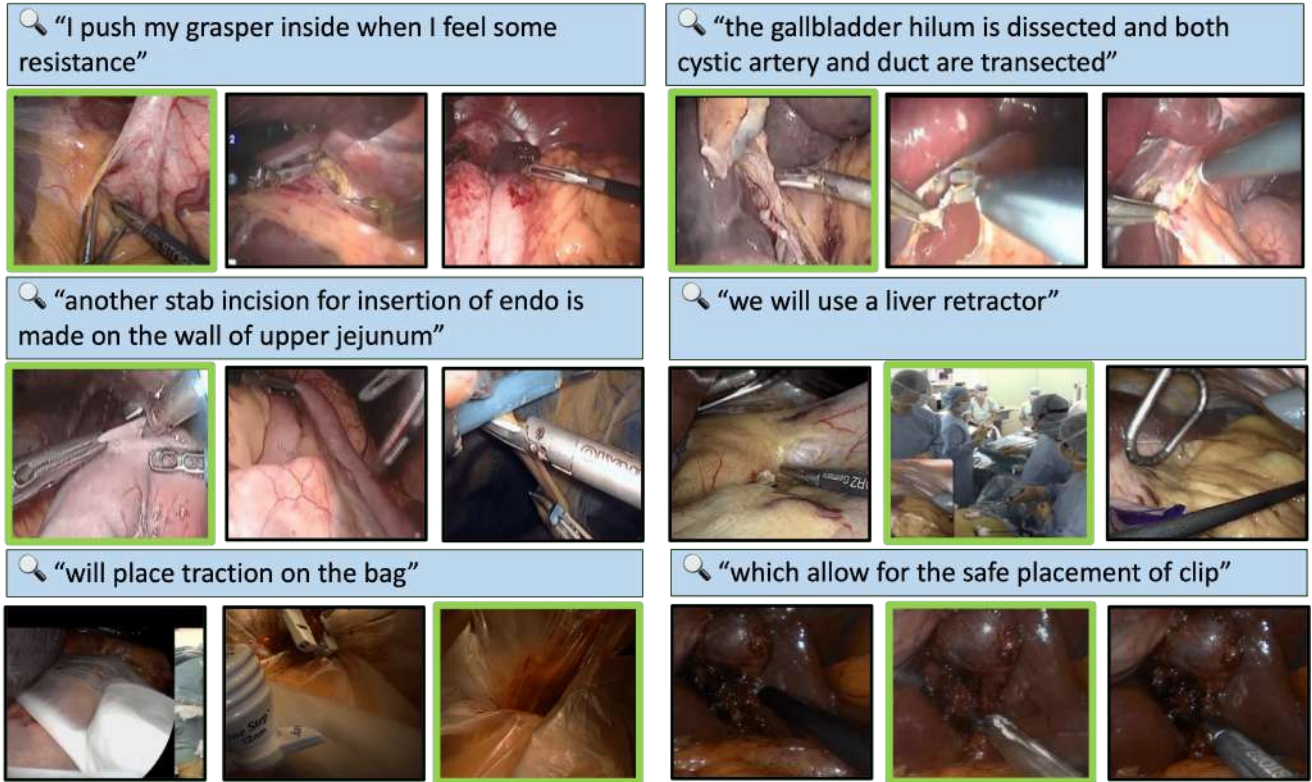 “I push my grasper inside when I feel some
resistance”
“the gallbladder hilum is dissected and both
cystic artery and duct are transected”
2
“another stab incision for insertion of endo is
made on the wall of upper jejunum”
“we will use a liver retractor”
“will place traction on the bag”
“which allow for the safe placement of clip”